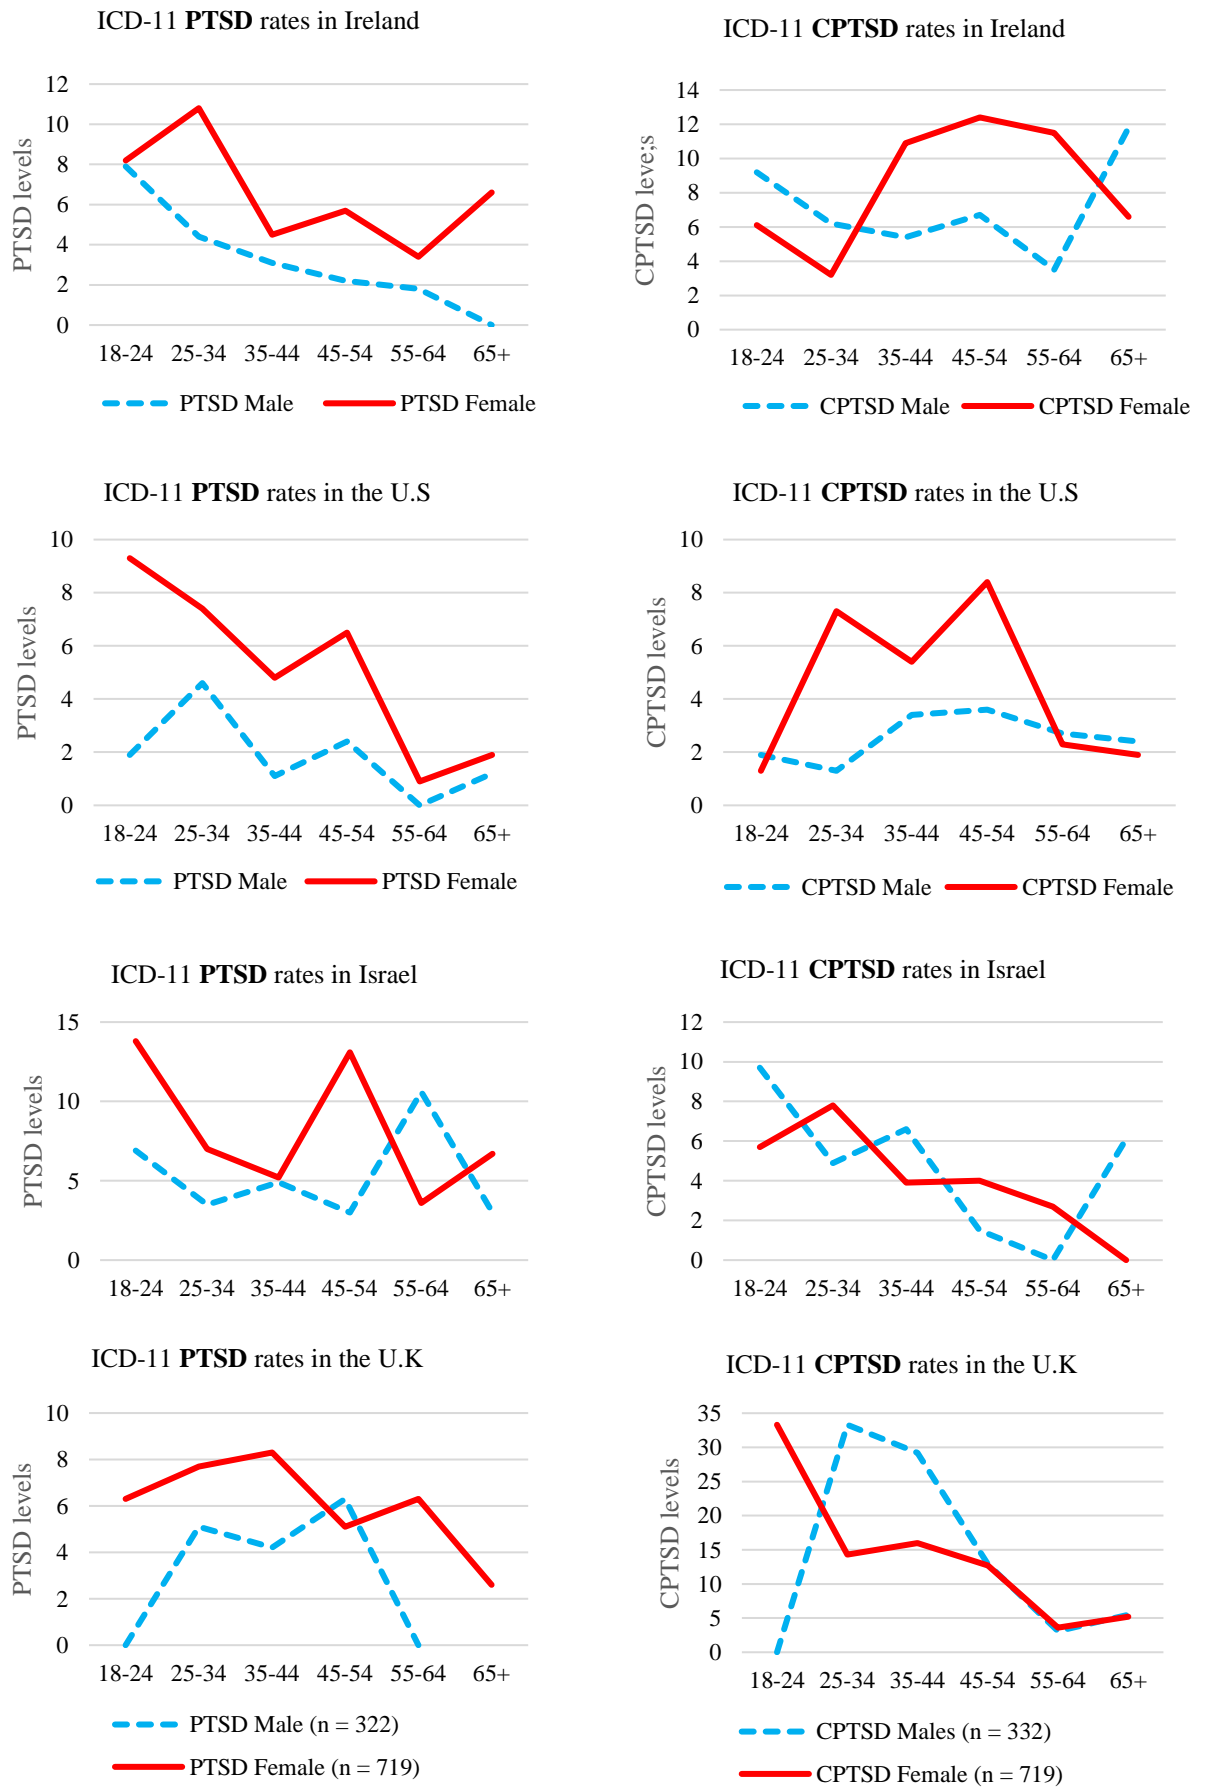 ICD-11 PTSD rates in Ireland
12
10
8
6
4
2
0
PTSD levels
18-24 25-34 35-44 45-54 55-64 65+
PTSD Male PTSD Female
ICD-11 CPTSD rates in Ireland
14
12
10
8
6
4
2
0
CPTSD leve;s
18-24 25-34 35-44 45-54 55-64 65+
CPTSD Male CPTSD Female
ICD-11 PTSD rates in the U.S
10
8
6
4
2
0
PTSD levels
18-24 25-34 35-44 45-54 55-64 65+
PTSD Male PTSD Female
ICD-11 CPTSD rates in the U.S
10
8
6
4
2
0
CPTSD levels
18-24 25-34 35-44 45-54 55-64 65+
CPTSD Male CPTSD Female
ICD-11 PTSD rates in Israel
15
10
5
0
PTSD levels
18-24 25-34 35-44 45-54 55-64 65+
ICD-11 CPTSD rates in Israel
12
10
8
6
4
2
0
CPTSD levels
18-24 25-34 35-44 45-54 55-64 65+
ICD-11 PTSD rates in the U.K
10
8
6
4
2
0
PTSD levels
18-24 25-34 35-44 45-54 55-64 65+
PTSD Male (n = 322)
PTSD Female (n = 719)
ICD-11 CPTSD rates in the U.K
35
30
25
20
15
10
5
0
CPTSD levels
18-24 25-34 35-44 45-54 55-64 65+
CPTSD Males (n = 332)
CPTSD Female (n = 719)